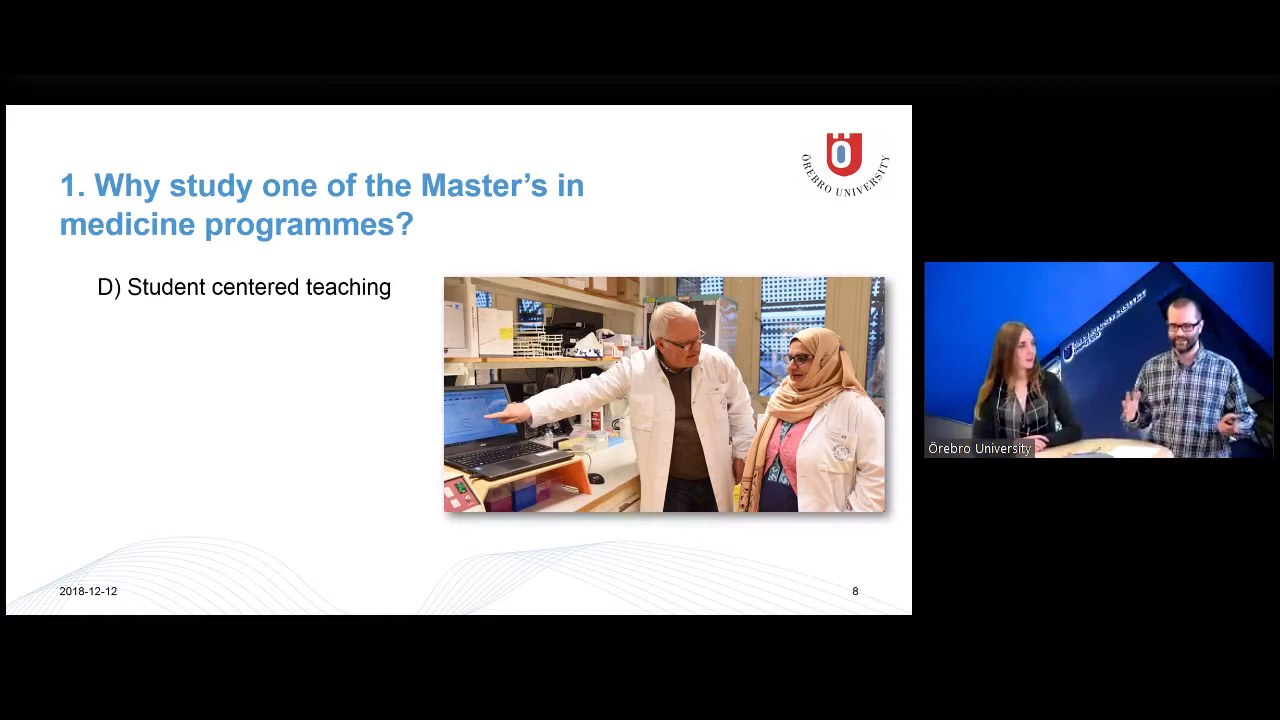 ÖREBRO UNIVERSITY
1. Why study one of the Master's in
medicine programmes?
D) Student centered teaching
Örebro University
2018-12-12
8